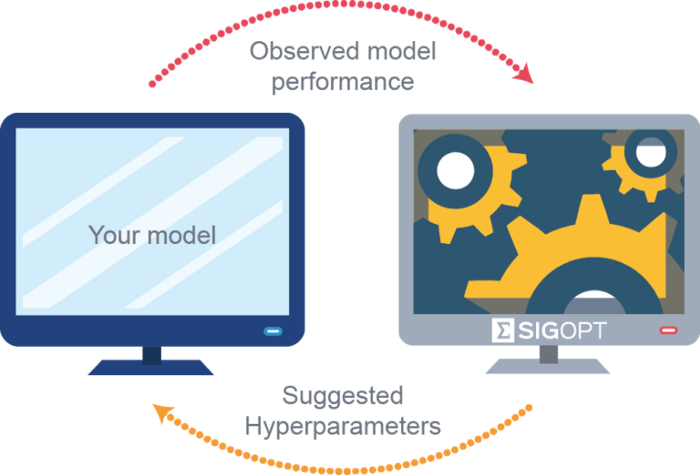 Observed model
performance
Your model
SIGOPT
Suggested
Hyperparameters